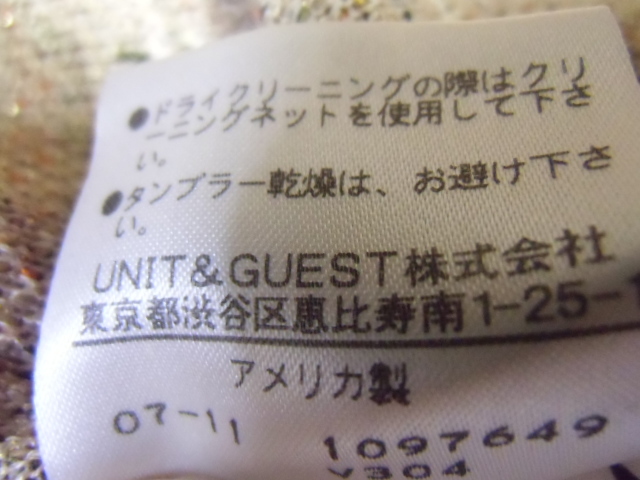 ●ドライクリーニングの際はクリ
ーニングネットを使用して下さ
い。
●タンブラー乾燥は、お避け下さ
い。
UNIT&GUEST株式会社
東京都渋谷区恵比寿南1-25-1
アメリカ製
07-11
1097649
V304